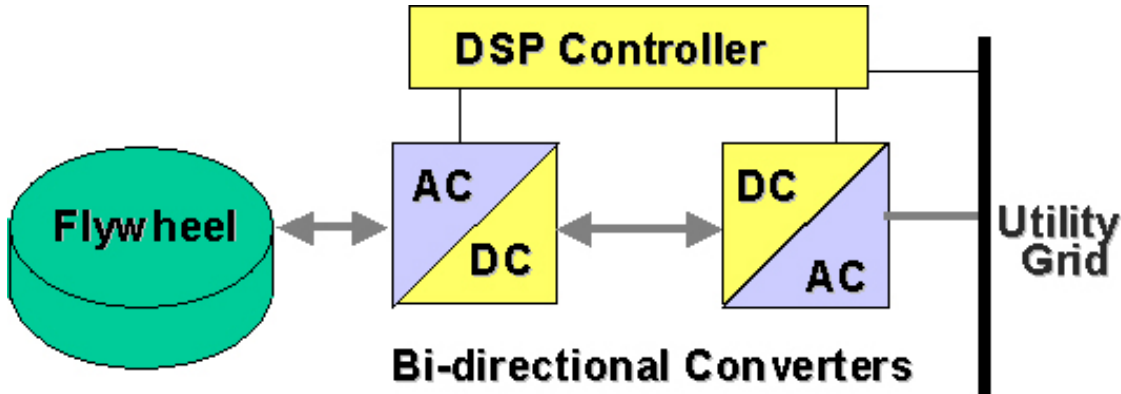 DSP Controller
Flywheel
AC
DC
DC
AC
Utility
Grid
Bi-directional Converters